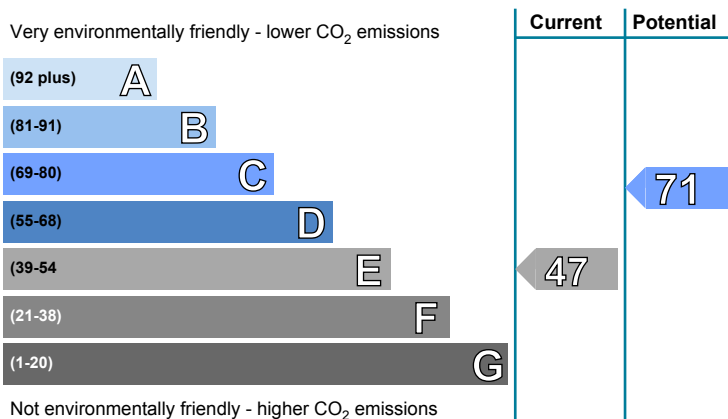 Current Potential
Very environmentally friendly - lower CO2 emissions
(92 plus) A
(81-91) B
(69-80) C
71
(55-68) D
(39-54 E
47
(21-38) F
(1-20) G
Not environmentally friendly - higher CO2 emissions